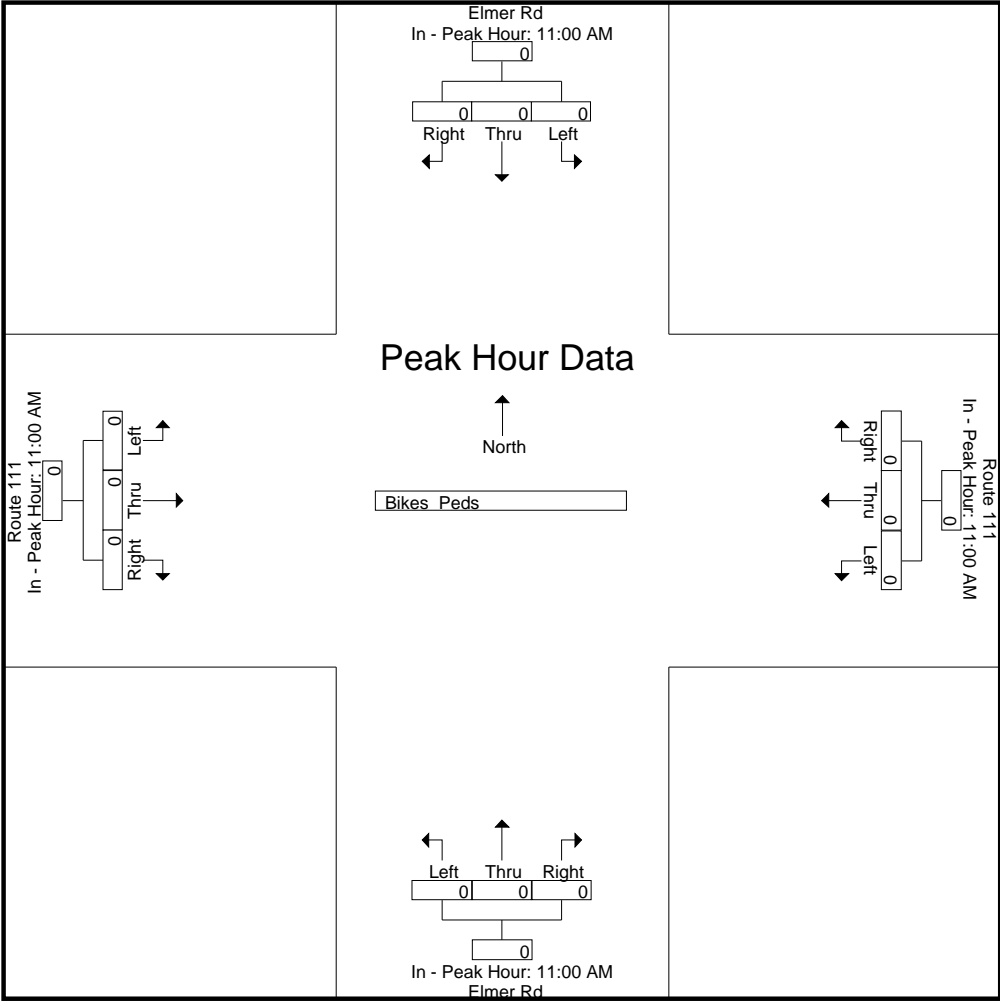 Elmer Rd
In - Peak Hour: 11:00 AM
0
0 0 0
Right Thru Left
Peak Hour Data
North
Bikes Peds
Route 111
In - Peak Hour: 11:00 AM
0
0 0 0
Left Thru Right
Route 111
In - Peak Hour: 11:00 AM
0
0 0 0
Right Thru Left
Left Thru Right
0 0 0
0
In - Peak Hour: 11:00 AM
Elmer Rd